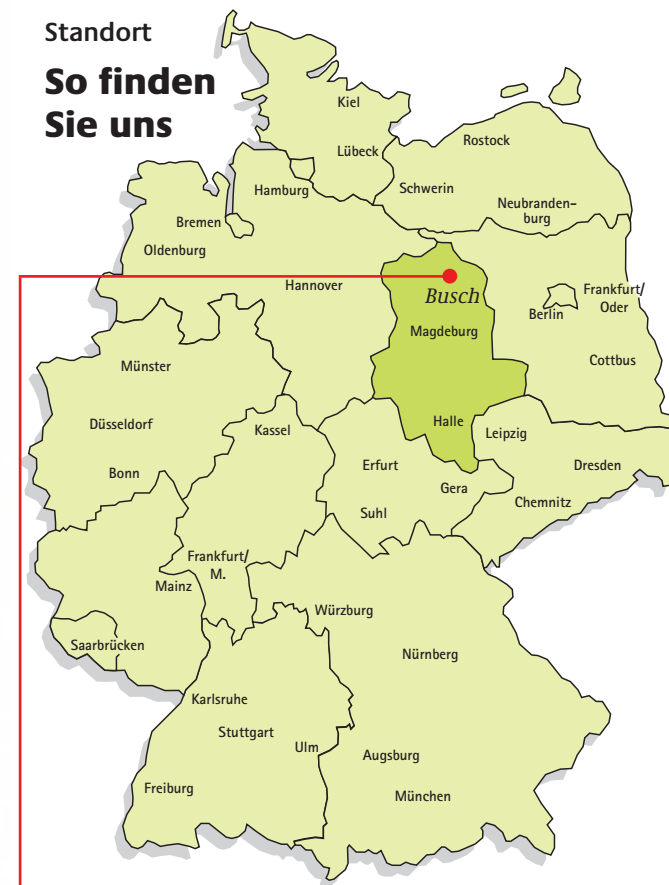 Standort
So finden
Sie uns
Kiel
Lübeck
Rostock
Hamburg
Schwerin
Neubranden-
burg
Bremen
Oldenburg
Hannover
Busch
Magdeburg
Berlin
Frankfurt/
Oder
Cottbus
Münster
Düsseldorf
Bonn
Kassel
Halle
Leipzig
Erfurt
Gera
Suhl
Dresden
Chemnitz
Frankfurt/
M.
Mainz
Würzburg
Saarbrücken
Nürnberg
Karlsruhe
Stuttgart
Ulm
Augsburg
Freiburg
München